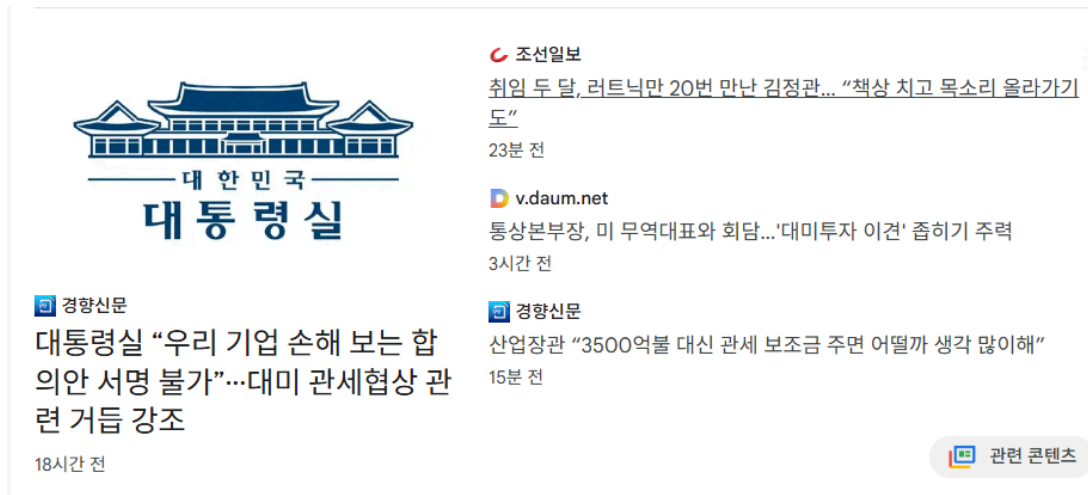 대한민국
대통령실
경향신문
대통령실 “우리 기업 손해 보는 합
의안 서명 불가”…대미 관세협상 관
련 거듭 강조
18시간 전
조선일보
취임 두 달, 러트닉만 20번 만난 김정관... “책상 치고 목소리 올라가기
도”
23분 전
v.daum.net
통상본부장, 미 무역대표와 회담...'대미투자 이견' 좁히기 주력
3시간 전
경향신문
산업장관 “3500억불 대신 관세 보조금 주면 어떨까 생각 많이해”
15분 전
관련 콘텐츠